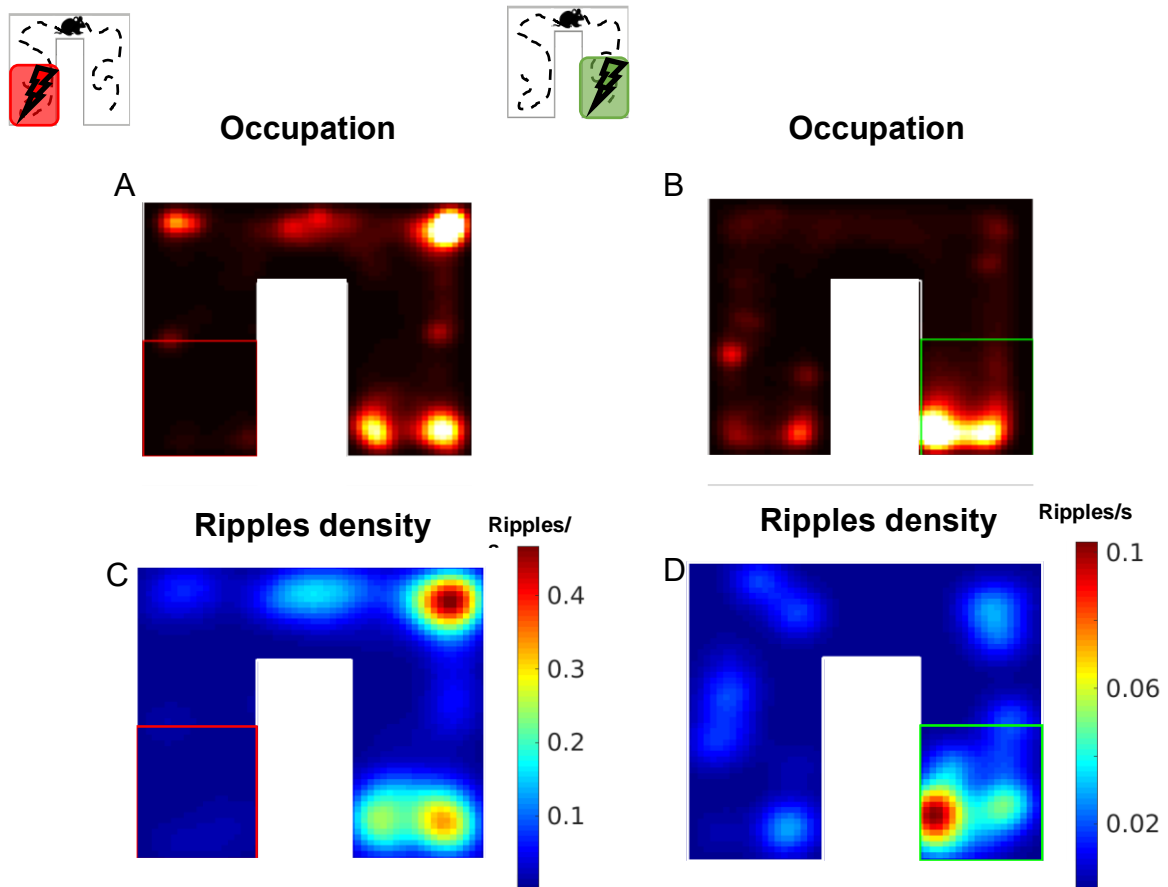 Occupation
Occupation
A
B
Ripples density
Ripples/
Ripples density
Ripples/s
C
D
0.4
0.3
0.2
0.1
0.1
0.06
0.02